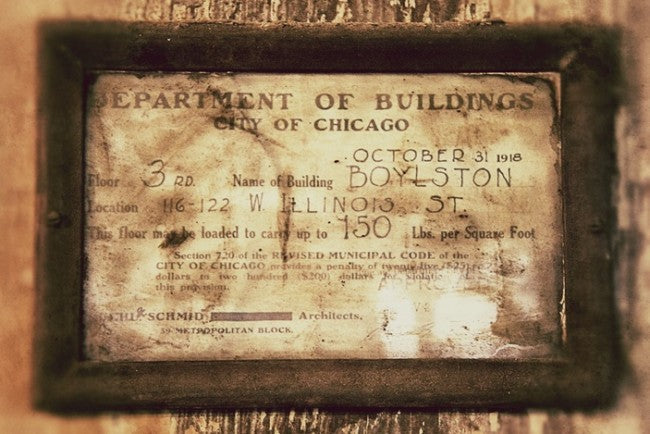 DEPARTMENT OF BUILDINGS
CITY OF CHICAGO
OCTOBER 31 1918
Floor 3 RD. Name of Building BOYLSTON
Location 116-122 W. ILLINOIS ST.
This floor may be loaded to carry up to 150 Lbs. per Square Foot
Section 720 of the REVISED MUNICIPAL CODE of the
CITY OF CHICAGO provides a penalty of twenty-five ($25)
dollars to two hundred ($200) dollars for violation
this provision.
SCHMID Architects,
59 METROPOLITAN BLOCK.